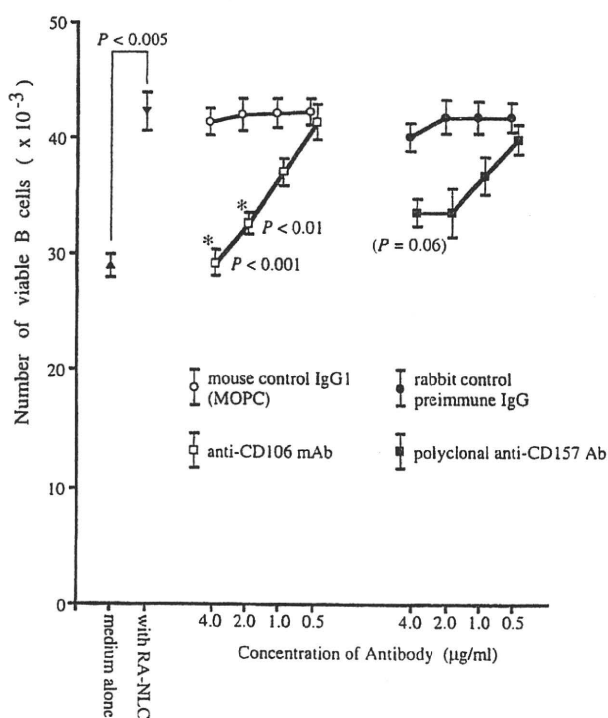 Number of viable B cells ( x 10-3)
50
40
30
20
10
0
P < 0.005
*
*
P < 0.01
P < 0.001
(P = 0.06)
mouse control IgG1
(MOPC)
rabbit control
preimmune IgG
anti-CD106 mAb
polyclonal anti-CD157 Ab
medium alone
with RA-NLC
4.0 2.0 1.0 0.5
4.0 2.0 1.0 0.5
Concentration of Antibody (μg/ml)